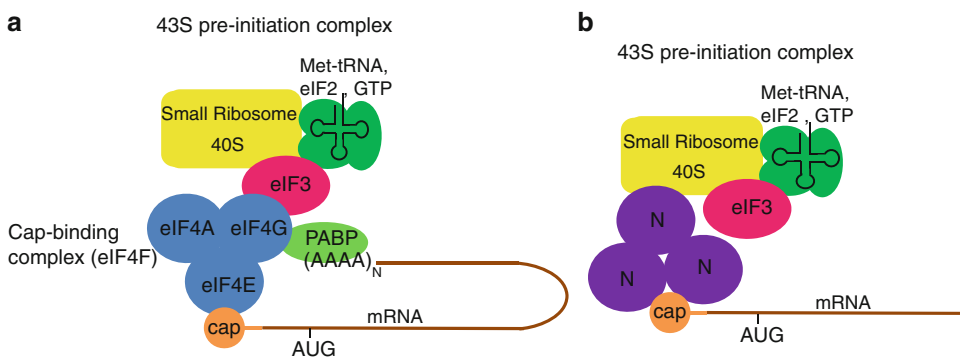 a
43S pre-initiation complex
Met-tRNA,
eIF2 , GTP
Small Ribosome
40S
eIF3
eIF4A
eIF4G
PABP
(AAAA)N
Cap-binding
complex (eIF4F)
eIF4E
cap
mRNA
AUG
b
43S pre-initiation complex
Met-tRNA,
eIF2 , GTP
Small Ribosome
40S
eIF3
N
N
N
cap
mRNA
AUG